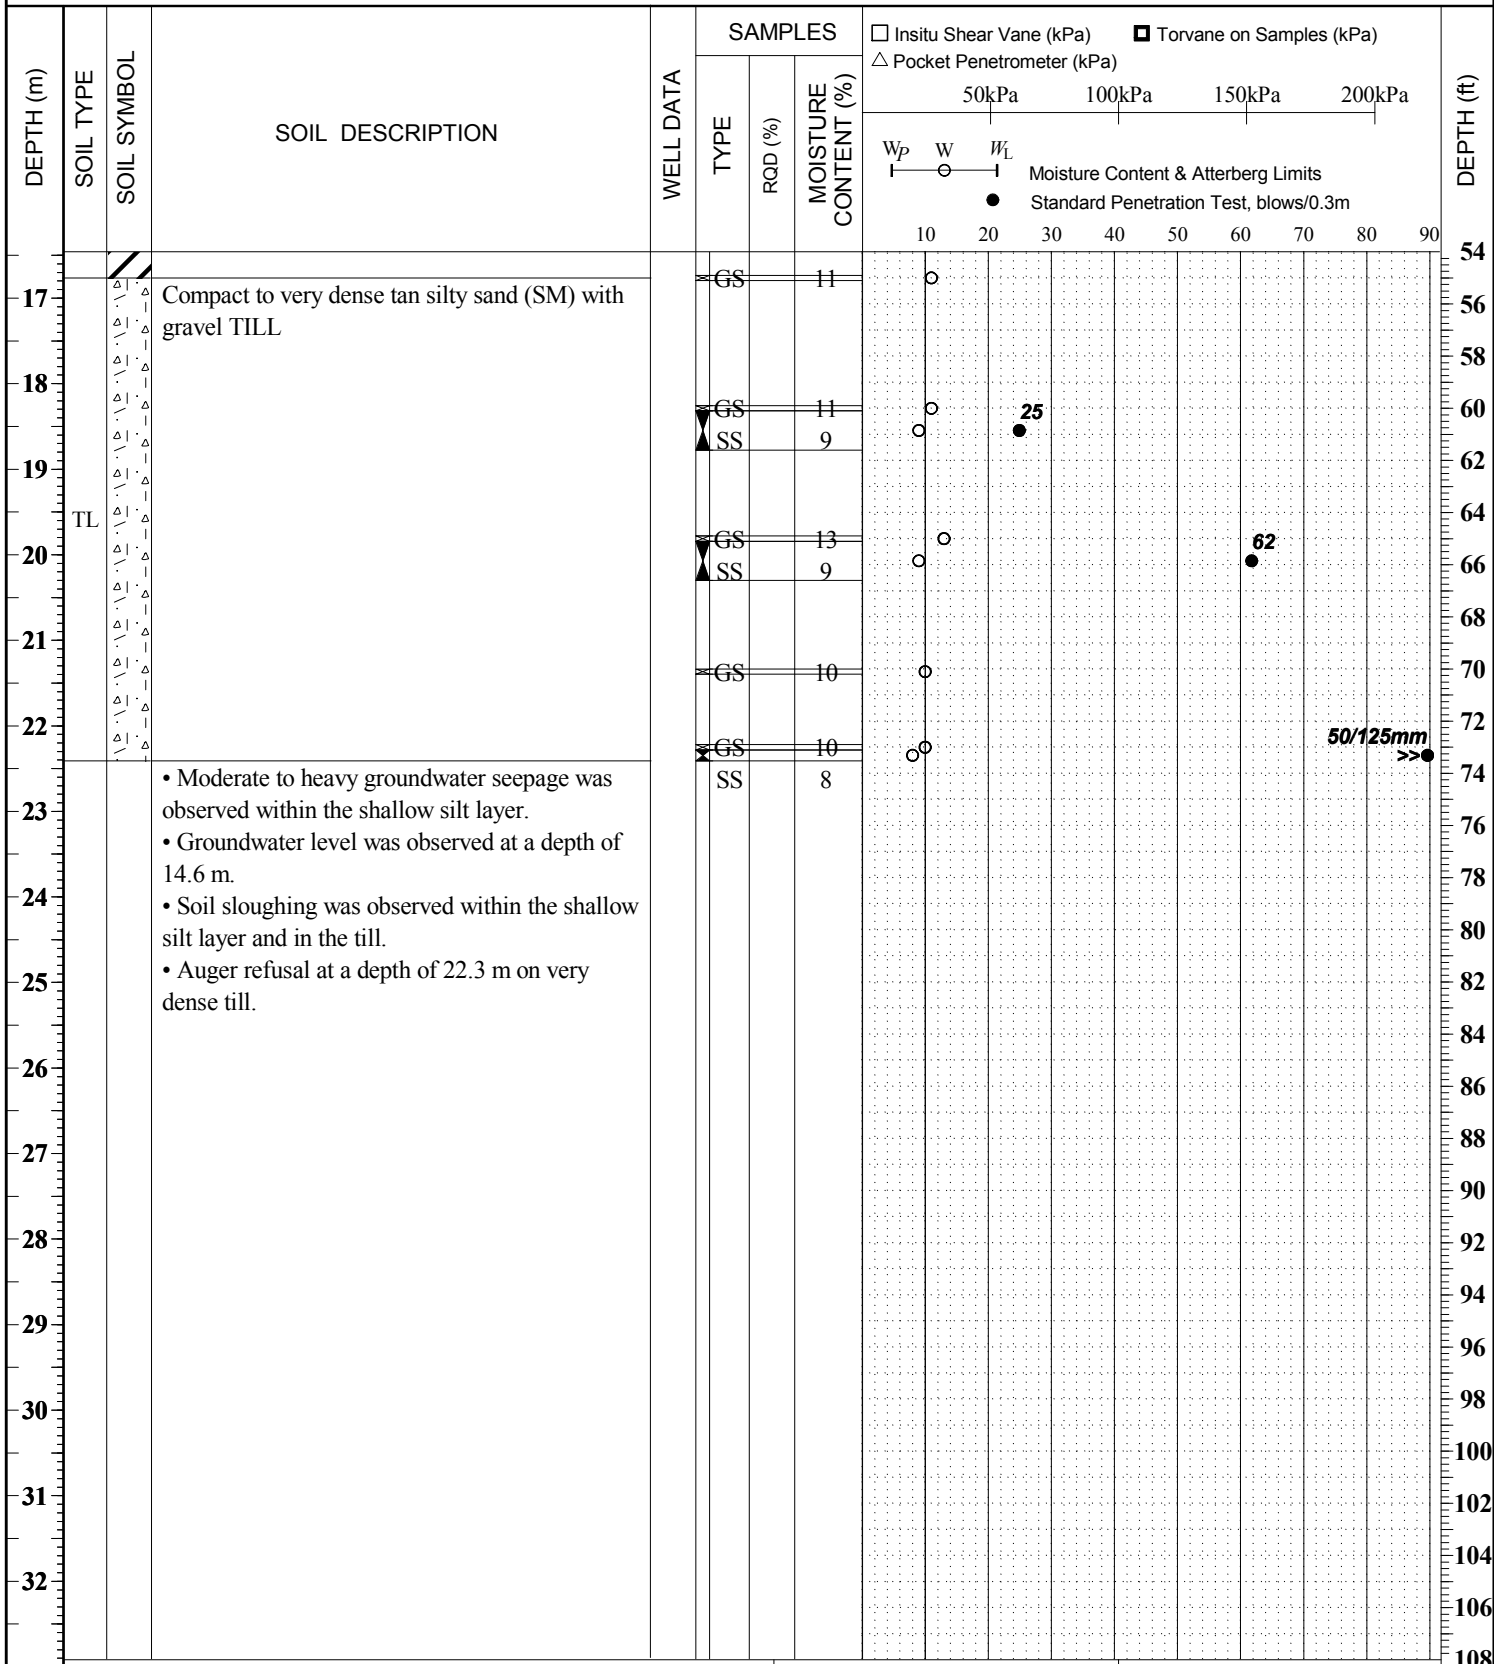 DEPTH (m)
SOIL TYPE
SOIL SYMBOL
SOIL DESCRIPTION
WELL DATA
SAMPLES
TYPE
RQD (%)
MOISTURE
CONTENT (%)
Insitu Shear Vane (kPa)
Torvane on Samples (kPa)
Pocket Penetrometer (kPa)
50kPa 100kPa 150kPa 200kPa
WP W WL
Moisture Content & Atterberg Limits
Standard Penetration Test, blows/0.3m
10 20 30 40 50 60 70 80 90
DEPTH (ft)
17
18
19
20
21
22
23
24
25
26
27
28
29
30
31
32
TL
Compact to very dense tan silty sand (SM) with
gravel TILL
• Moderate to heavy groundwater seepage was
observed within the shallow silt layer.
• Groundwater level was observed at a depth of
14.6 m.
• Soil sloughing was observed within the shallow
silt layer and in the till.
• Auger refusal at a depth of 22.3 m on very
dense till.
GS 11
GS 11
SS 9
GS 13
SS 9
GS 10
GS 10
SS 8
25
62
50/125mm
>>
54
56
58
60
62
64
66
68
70
72
74
76
78
80
82
84
86
88
90
92
94
96
98
100
102
104
106
108